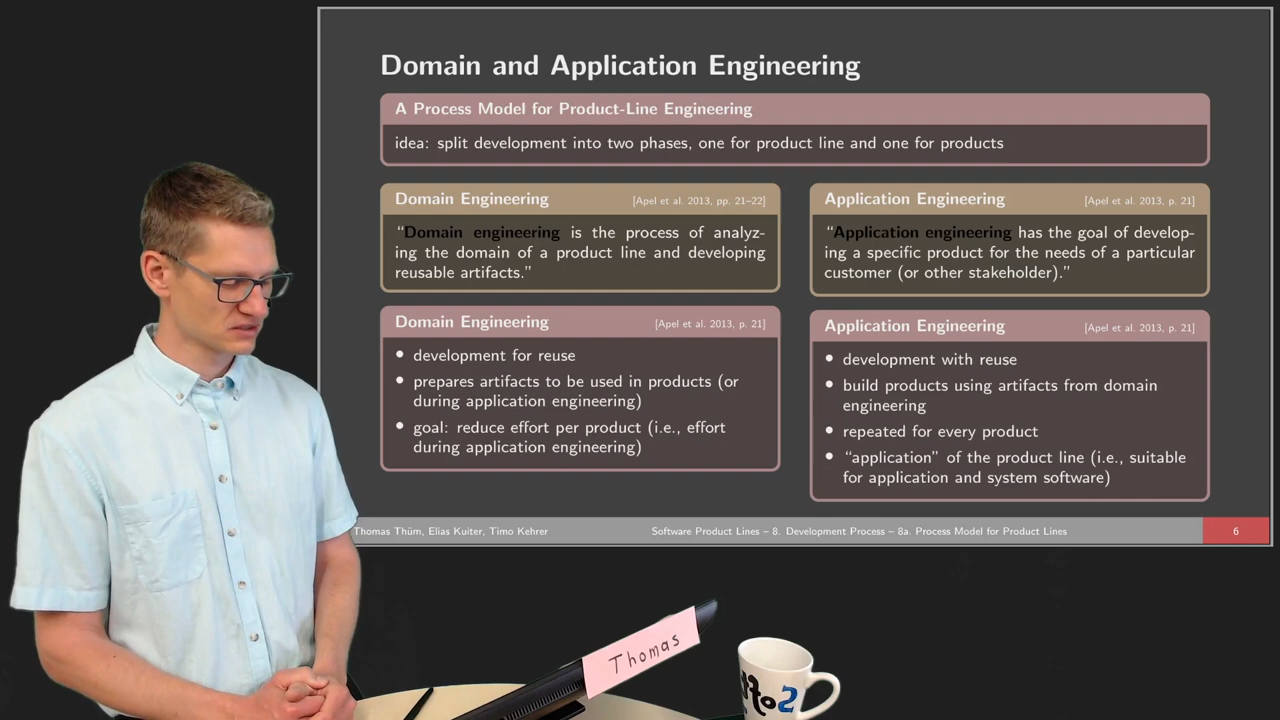 Domain and Application Engineering
A Process Model for Product-Line Engineering
idea: split development into two phases, one for product line and one for products
Domain Engineering [Apel et al. 2013, pp. 21–22]
“Domain engineering is the process of analyz-
ing the domain of a product line and developing
reusable artifacts.”
Application Engineering [Apel et al. 2013, p. 21]
“Application engineering has the goal of develop-
ing a specific product for the needs of a particular
customer (or other stakeholder).”
Domain Engineering [Apel et al. 2013, p. 21]
• development for reuse
• prepares artifacts to be used in products (or
during application engineering)
• goal: reduce effort per product (i.e., effort
during application engineering)
Application Engineering [Apel et al. 2013, p. 21]
• development with reuse
• build products using artifacts from domain
engineering
• repeated for every product
• “application” of the product line (i.e., suitable
for application and system software)
Thomas Thüm, Elias Kuiter, Timo Kehrer Software Product Lines – 8. Development Process – 8a. Process Model for Product Lines 6
Thomas